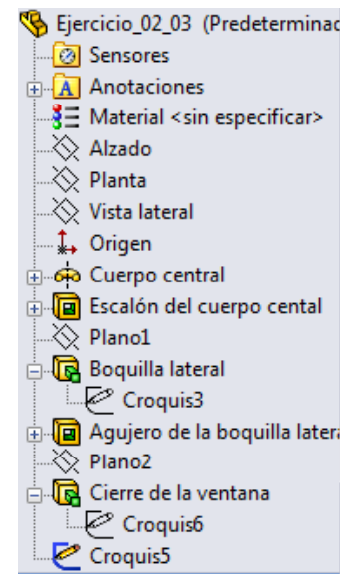 Ejercicio_02_03 (Predeterminad
Sensores
Anotaciones
Material <sin especificar>
Alzado
Planta
Vista lateral
Origen
Cuerpo central
Escalón del cuerpo cental
Plano1
Boquilla lateral
Croquis3
Agujero de la boquilla latera
Plano2
Cierre de la ventana
Croquis6
Croquis5